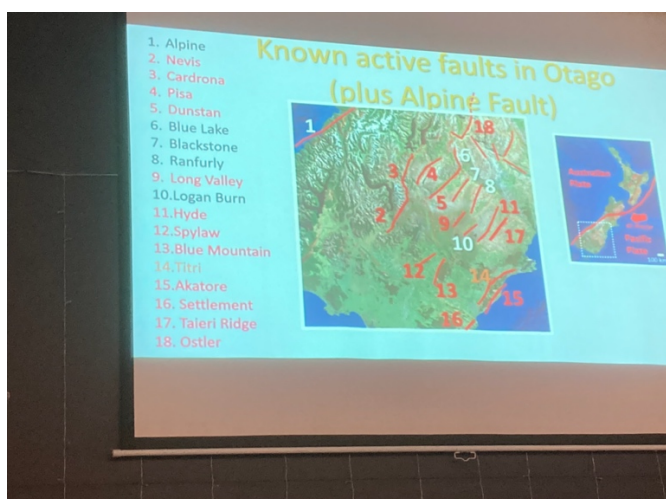 Known active faults in Otago
(plus Alpine Fault)
1. Alpine
2. Nevis
3. Cardrona
4. Pisa
5. Dunstan
6. Blue Lake
7. Blackstone
8. Ranfurly
9. Long Valley
10.Logan Burn
11.Hyde
12.Spylaw
13.Blue Mountain
14.Titri
15.Akatore
16. Settlement
17. Taieri Ridge
18. Ostler
1
18
6
3
4
7
8
5
11
2
9
17
10
12
14
13
15
16
Australian
Plate
Pacific
Plate